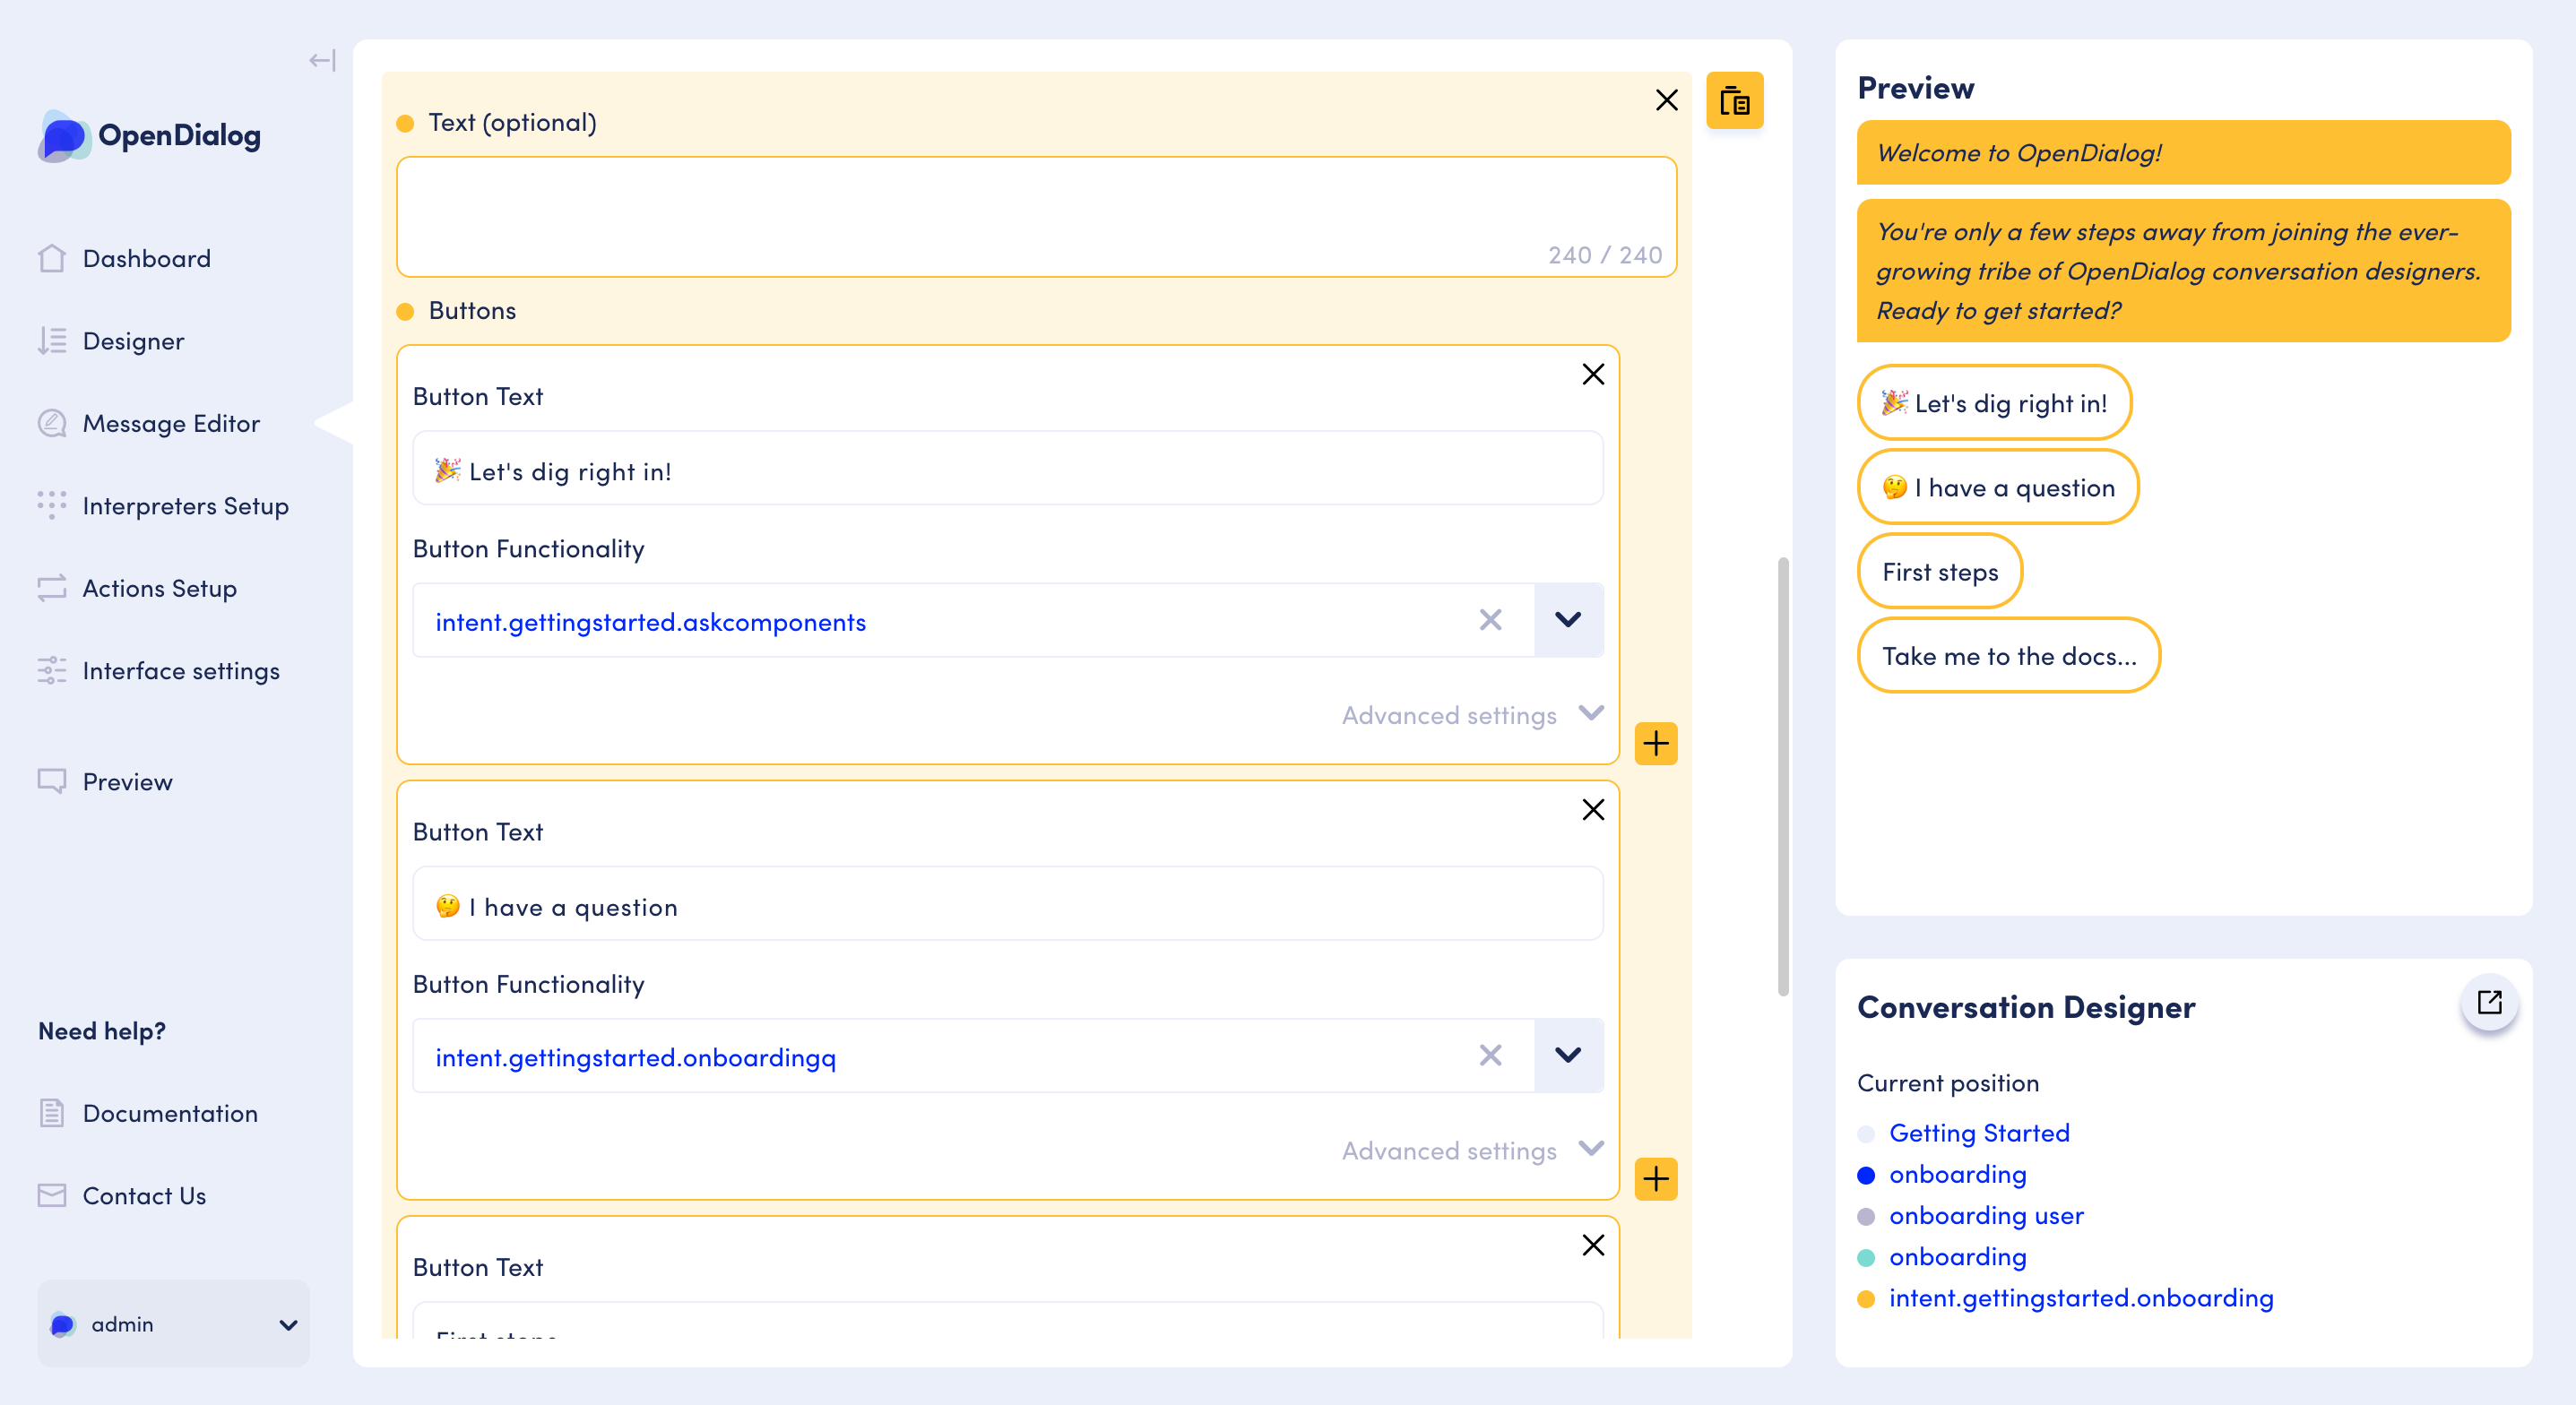 OpenDialog
Dashboard
Designer
Message Editor
Interpreters Setup
Actions Setup
Interface settings
Preview
Need help?
Documentation
Contact Us
admin
Text (optional)
240 / 240
Buttons
Button Text
🎉 Let's dig right in!
Button Functionality
intent.gettingstarted.askcomponents
Advanced settings
Button Text
🤔 I have a question
Button Functionality
intent.gettingstarted.onboardingq
Advanced settings
Button Text
First steps
Preview
Welcome to OpenDialog!
You're only a few steps away from joining the ever-
growing tribe of OpenDialog conversation designers.
Ready to get started?
🎉 Let's dig right in!
🤔 I have a question
First steps
Take me to the docs...
Conversation Designer
Current position
Getting Started
onboarding
onboarding user
onboarding
intent.gettingstarted.onboarding